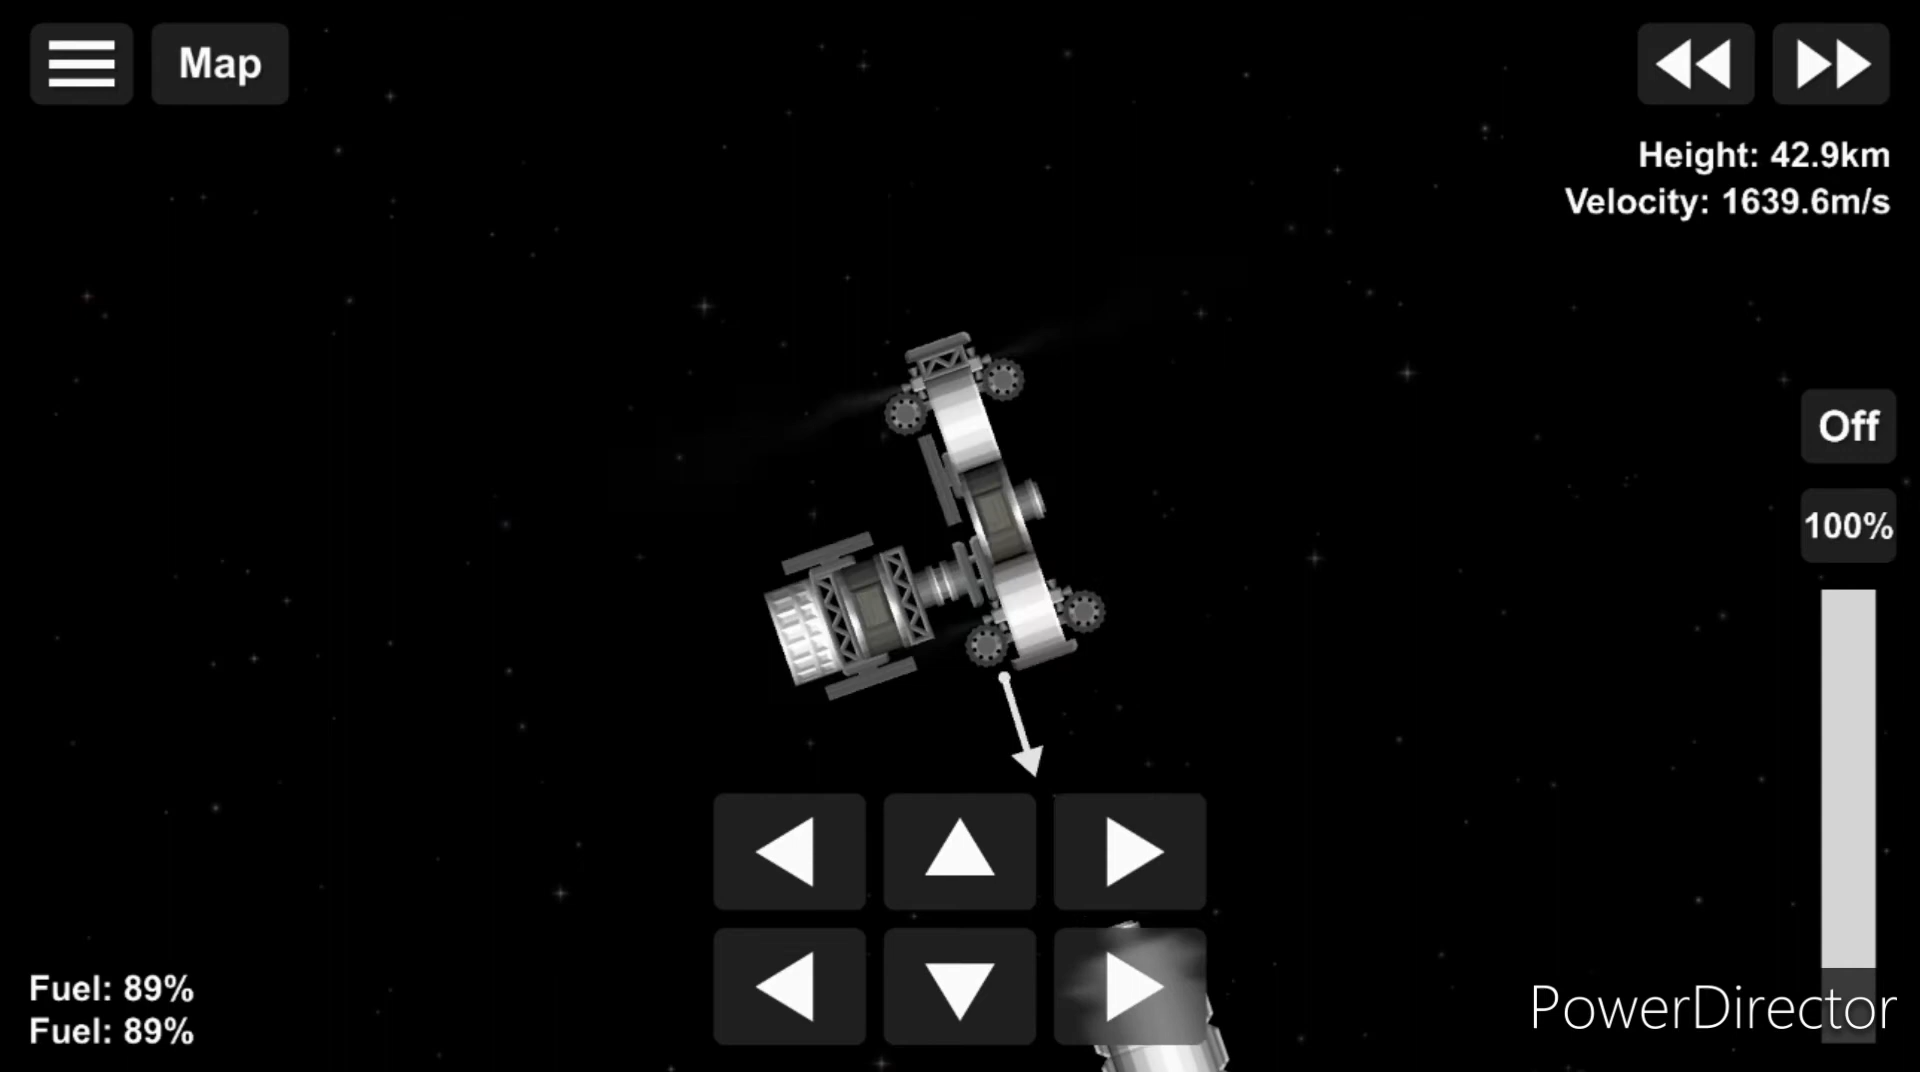 Map
Height: 42.9km
Velocity: 1639.6m/s
Off
100%
Fuel: 89%
Fuel: 89%
PowerDirector